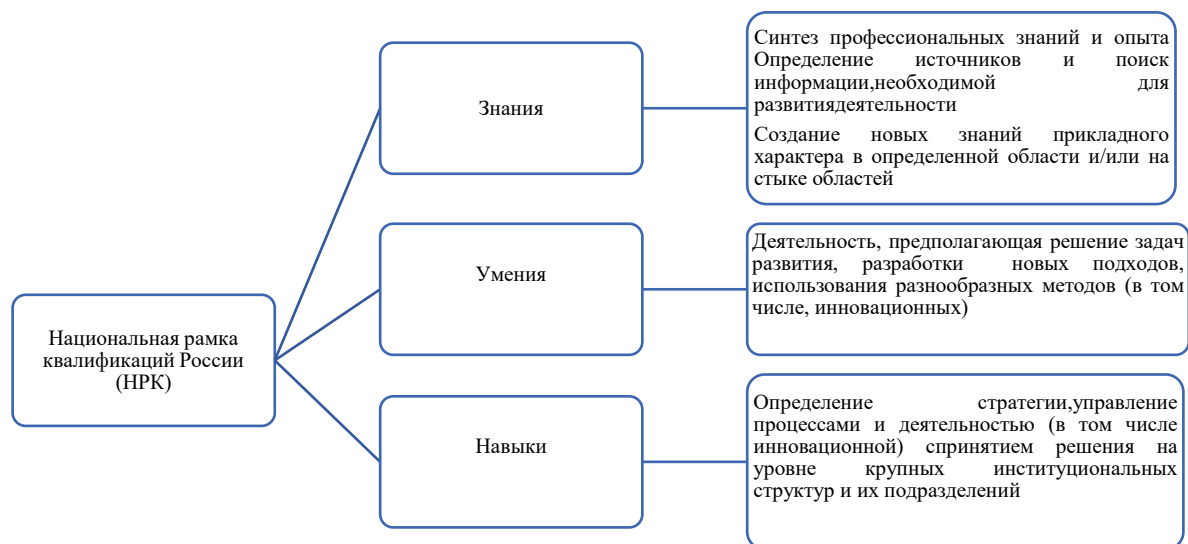 Национальная рамка
квалификаций России
(НРК)
Знания
Синтез профессиональных знаний и опыта
Определение источников и поиск
информации,необходимой для
развитиядеятельности
Создание новых знаний прикладного
характера в определенной области и/или на
стыке областей
Умения
Деятельность, предполагающая решение задач
развития, разработки новых подходов,
использования разнообразных методов (в том
числе, инновационных)
Навыки
Определение стратегии,управление
процессами и деятельностью (в том числе
инновационной) спринятием решения на
уровне крупных институциональных
структур и их подразделений